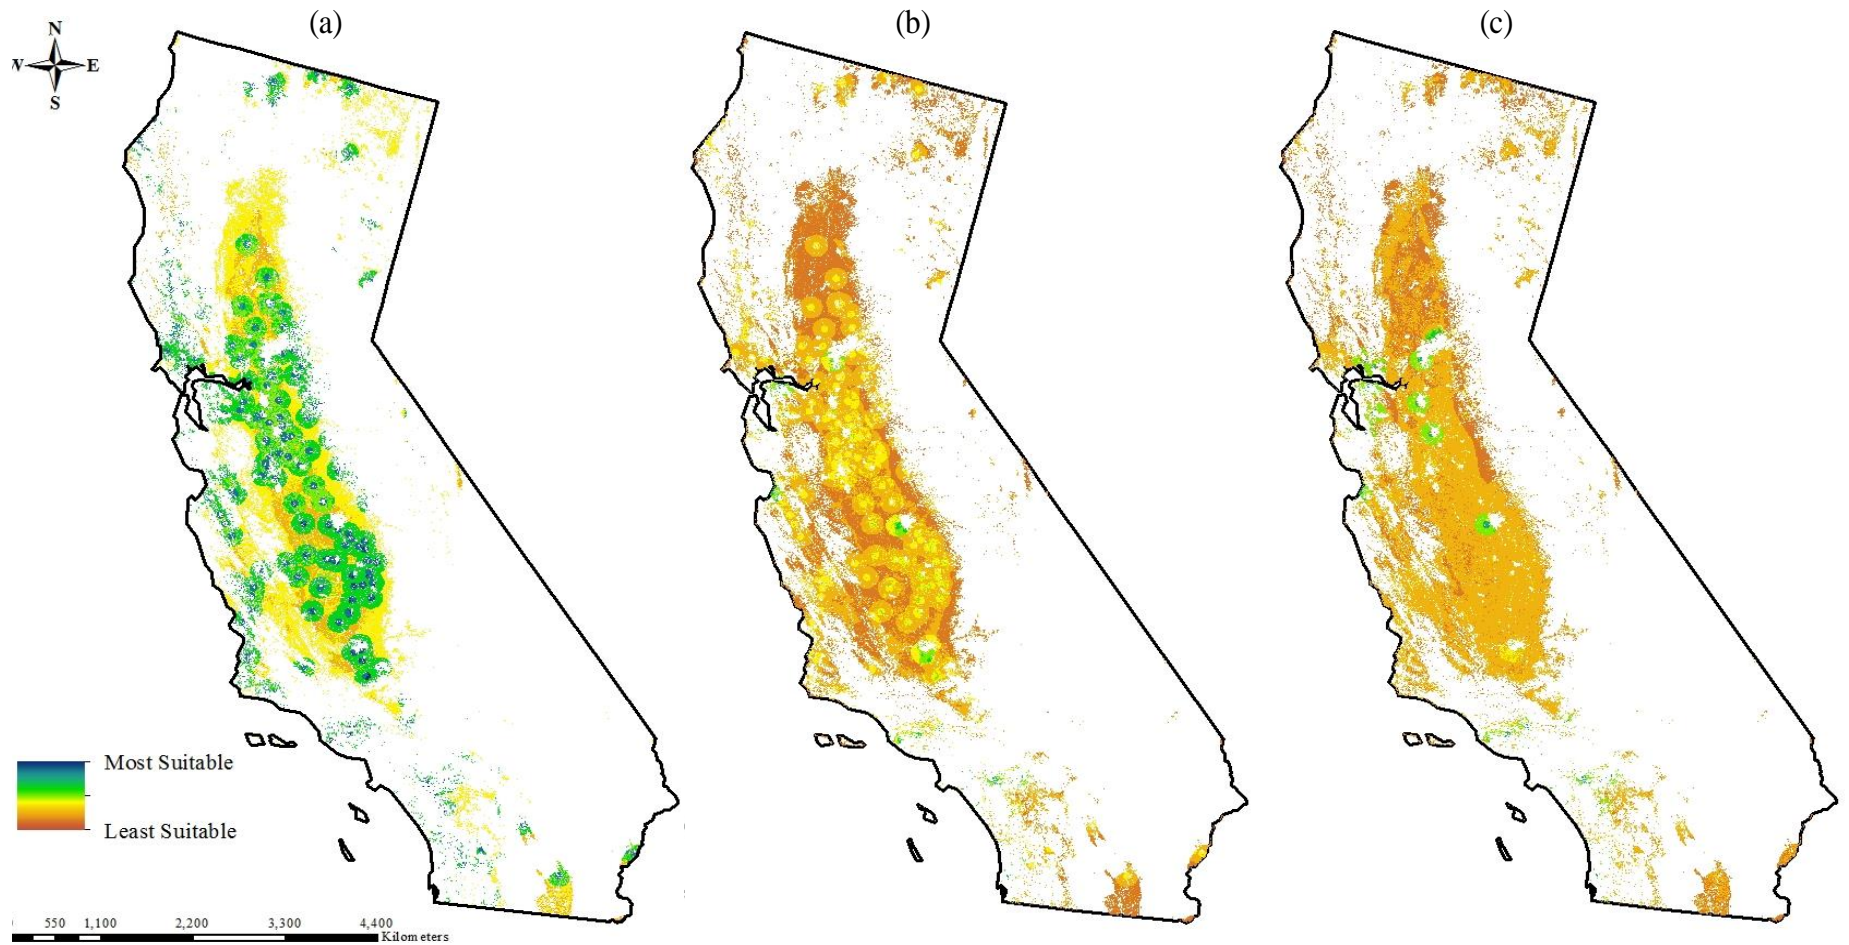 (a) (b) (c)
N
W E
S
Most Suitable
Least Suitable
550 1,100 2,200 3,300 4,400
Kilometers